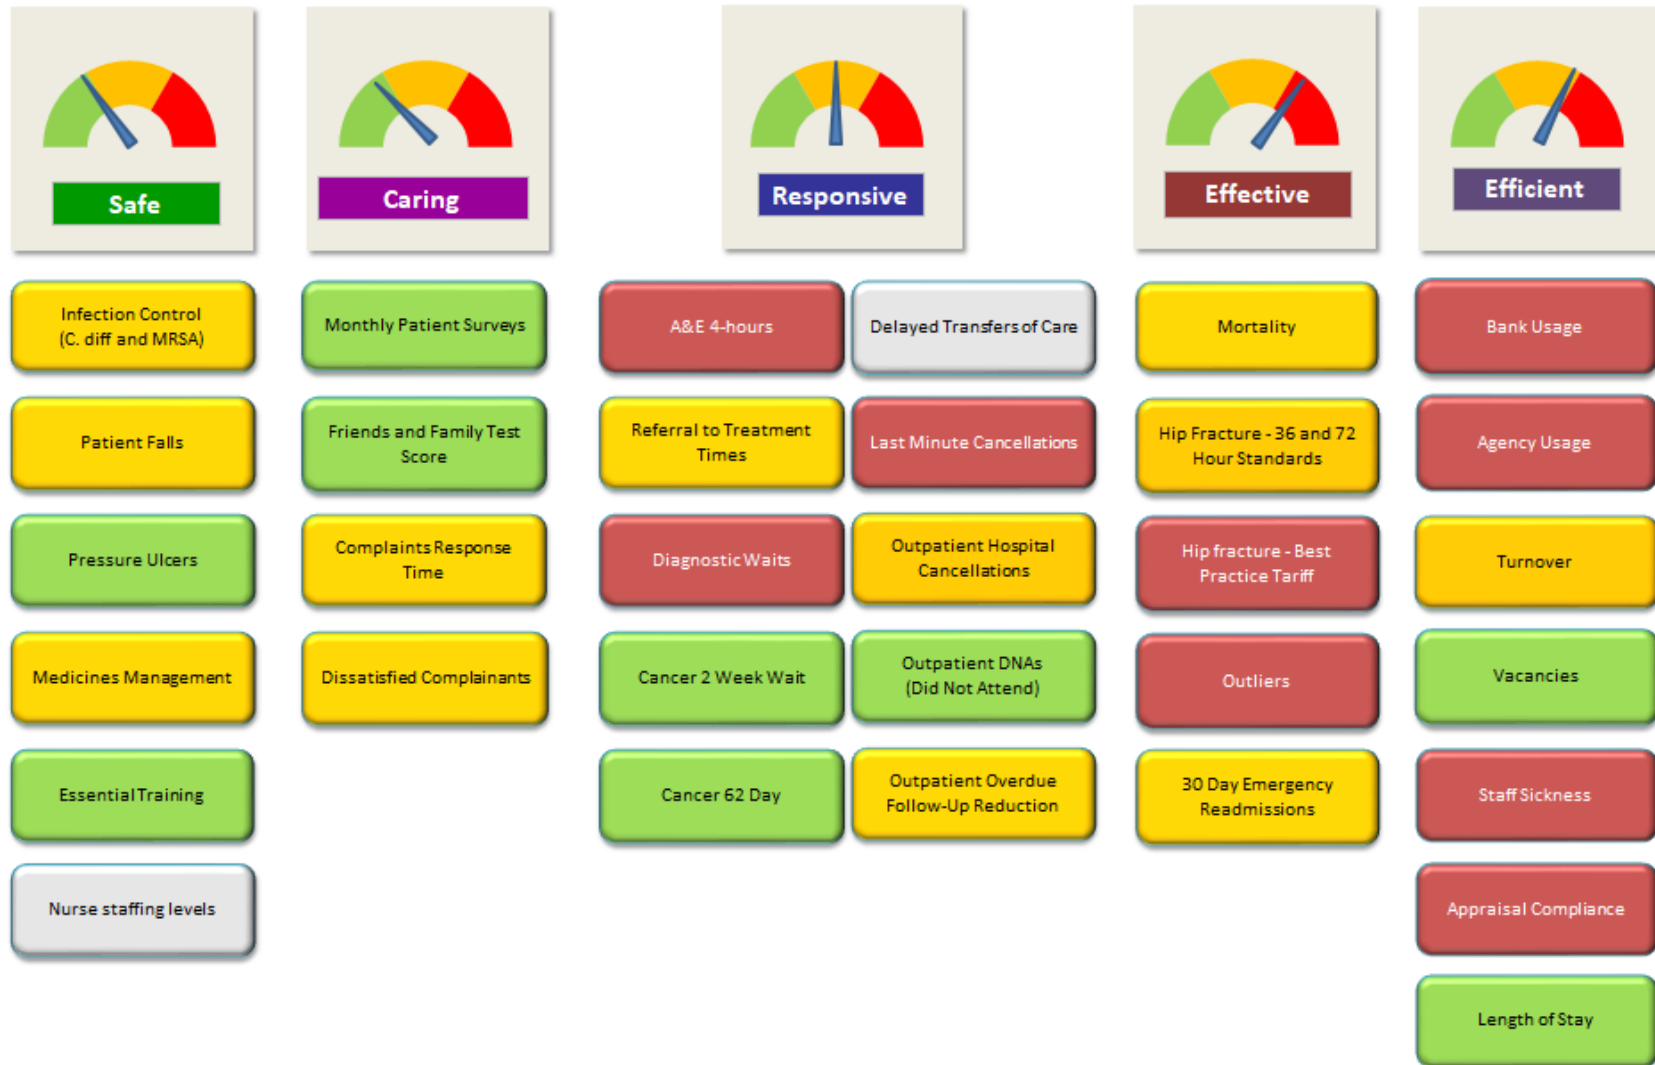 Safe
Caring
Responsive
Effective
Efficient
Infection Control
(C. diff and MRSA)
Patient Falls
Pressure Ulcers
Medicines Management
Essential Training
Nurse staffing levels
Monthly Patient Surveys
Friends and Family Test
Score
Complaints Response
Time
Dissatisfied Complainants
A&E 4-hours
Referral to Treatment
Times
Diagnostic Waits
Cancer 2 Week Wait
Cancer 62 Day
Delayed Transfers of Care
Last Minute Cancellations
Outpatient Hospital
Cancellations
Outpatient DNAs
(Did Not Attend)
Outpatient Overdue
Follow-Up Reduction
Mortality
Hip Fracture - 36 and 72
Hour Standards
Hip fracture - Best
Practice Tariff
Outliers
30 Day Emergency
Readmissions
Bank Usage
Agency Usage
Turnover
Vacancies
Staff Sickness
Appraisal Compliance
Length of Stay